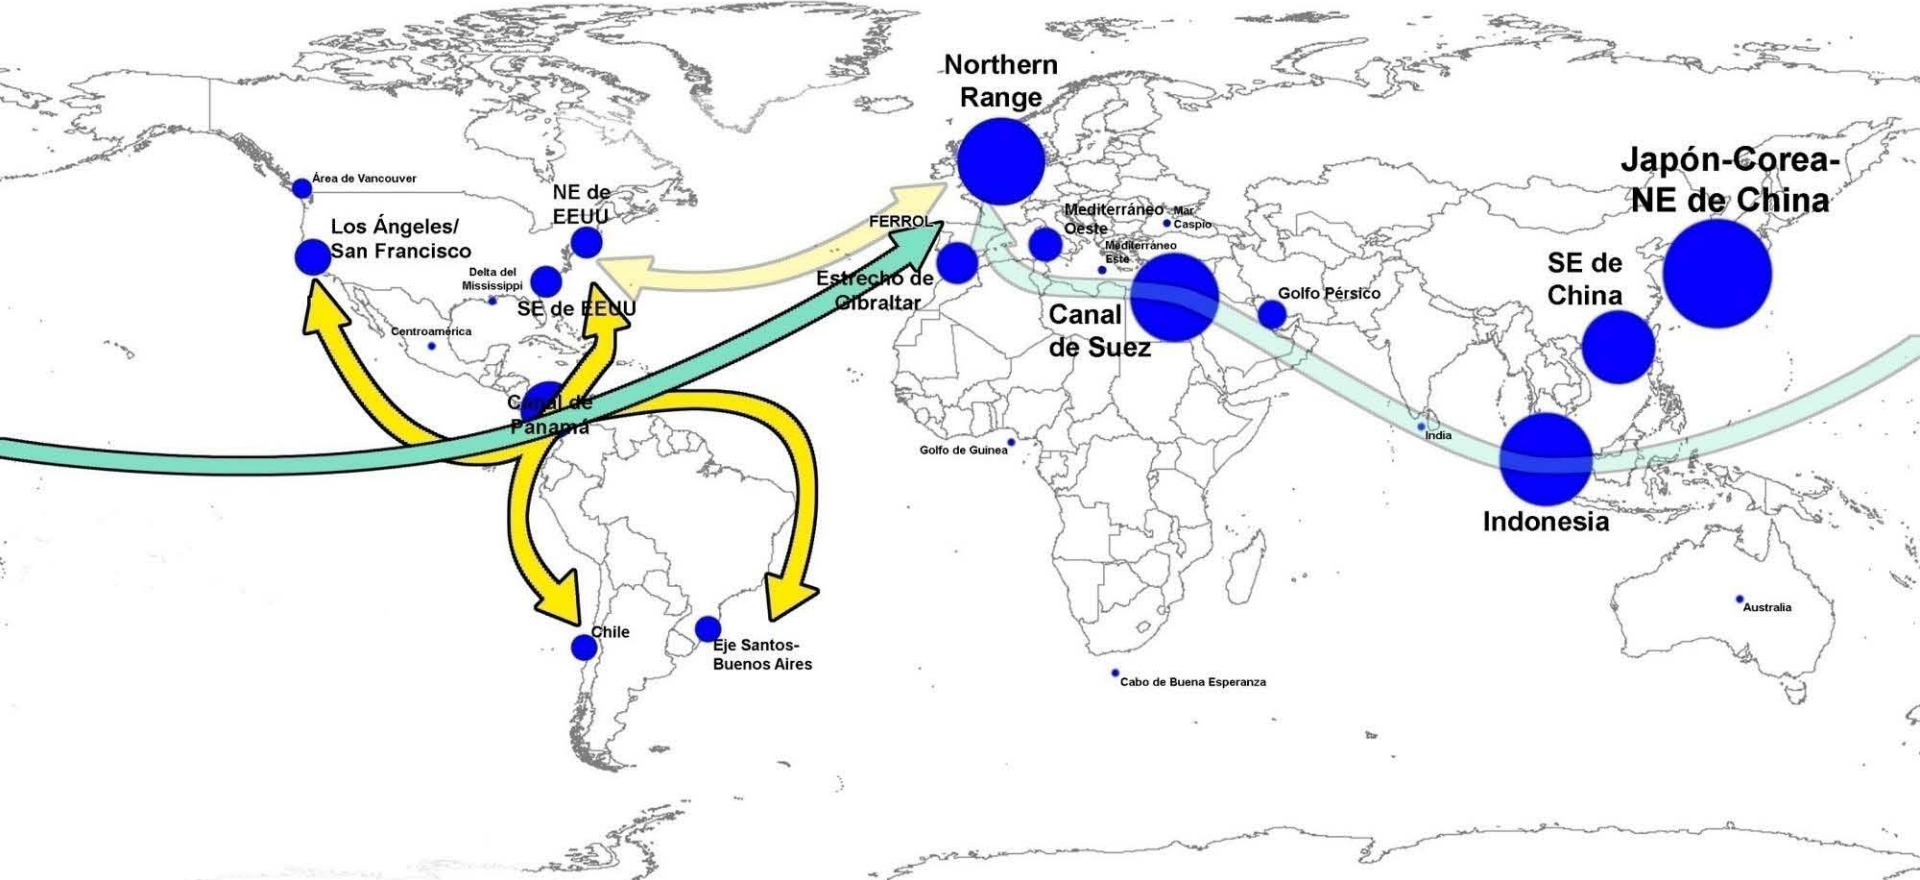 Northern
Range
Japón-Corea-
NE de China
Área de Vancouver
NE de
EEUU
Los Ángeles/
San Francisco
FERROL
Mediterráneo
Oeste
Mar
Caspio
Mediterráneo
Este
Delta del
Mississippi
SE de EEUU
Estrecho de
Gibraltar
Golfo Pérsico
SE de
China
Canal
de Suez
Centroamérica
Canal de
Panamá
Golfo de Guinea
India
Indonesia
Australia
Chile
Eje Santos-
Buenos Aires
Cabo de Buena Esperanza